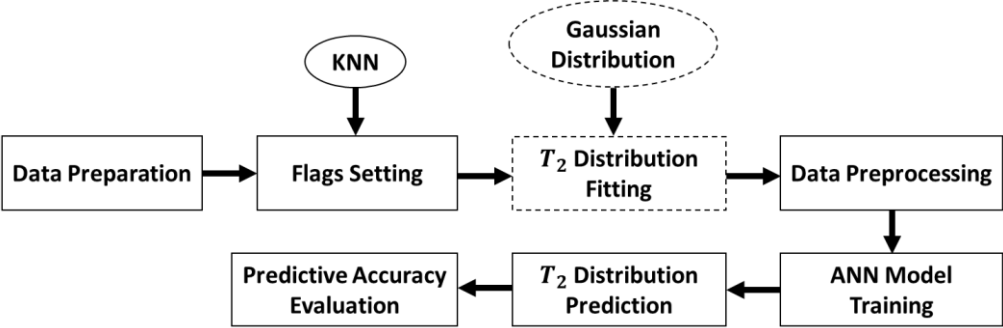 KNN
Gaussian
Distribution
Data Preparation
Flags Setting
T₂ Distribution
Fitting
Data Preprocessing
Predictive Accuracy
Evaluation
T₂ Distribution
Prediction
ANN Model
Training